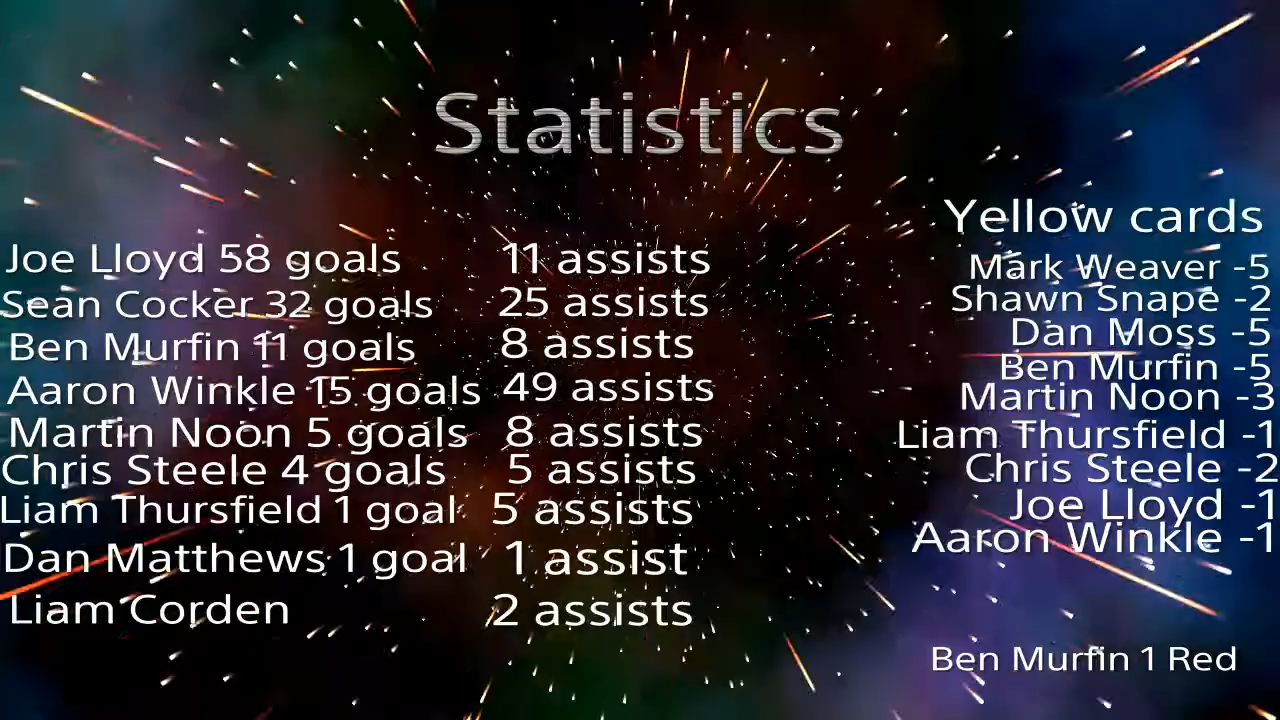 Statistics
Joe Lloyd 58 goals 11 assists
Sean Cocker 32 goals 25 assists
Ben Murfin 11 goals 8 assists
Aaron Winkle 15 goals 49 assists
Martin Noon 5 goals 8 assists
Chris Steele 4 goals 5 assists
Liam Thursfield 1 goal 5 assists
Dan Matthews 1 goal 1 assist
Liam Corden 2 assists
Yellow cards
Mark Weaver -5
Shawn Snape -2
Dan Moss -5
Ben Murfin -5
Martin Noon -3
Liam Thursfield -1
Chris Steele -2
Joe Lloyd -1
Aaron Winkle -1
Ben Murfin 1 Red